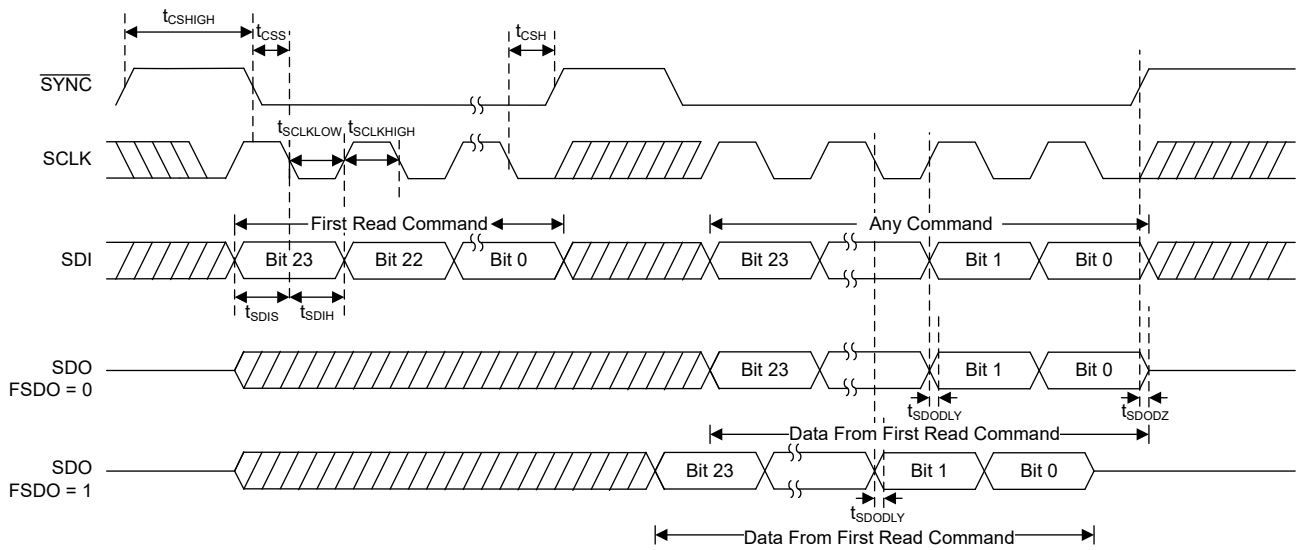 tCSHIGH
tCSS
tCSH
SYNC
tSCLKLOW
tSCLKHIGH
SCLK
First Read Command
Any Command
SDI
Bit 23
Bit 22
Bit 0
Bit 23
Bit 1
Bit 0
tSDIS
tSDIH
SDO
FSDO = 0
Bit 23
Bit 1
Bit 0
tSDODLY
tSDODZ
Data From First Read Command
SDO
FSDO = 1
Bit 23
Bit 1
Bit 0
tSDODLY
Data From First Read Command